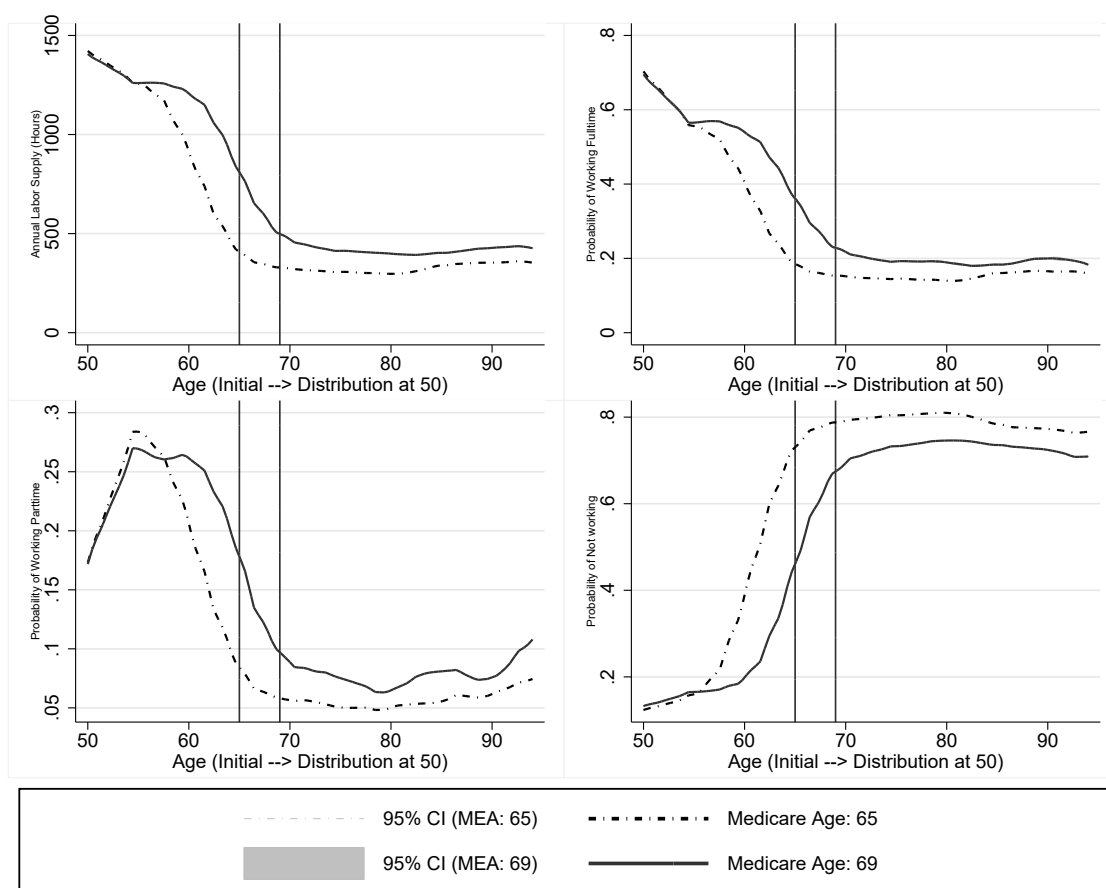 Annual Labor Supply (Hours)
1500
1000
500
0
50 60 70 80 90
Age (Initial --> Distribution at 50)
Probability of Working Fulltime
.8
.6
.4
.2
0
50 60 70 80 90
Age (Initial --> Distribution at 50)
Probability of Working Parttime
.3
.25
.2
.15
.1
.05
50 60 70 80 90
Age (Initial --> Distribution at 50)
Probability of Not working
.8
.6
.4
.2
50 60 70 80 90
Age (Initial --> Distribution at 50)
95% CI (MEA: 65) Medicare Age: 65
95% CI (MEA: 69) Medicare Age: 69